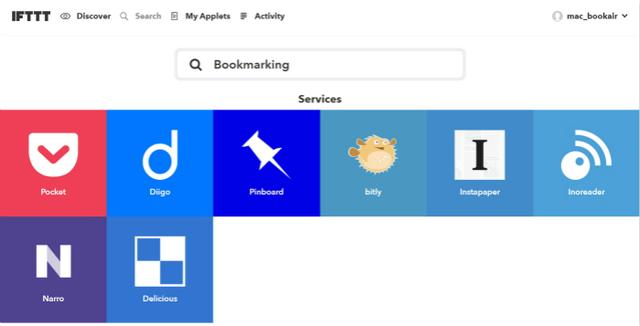 IFTTT Discover Search My Applets Activity mac_bookair
Bookmarking
Services
Pocket Diigo Pinboard bitly Instapaper Inoreader
Narro Delicious